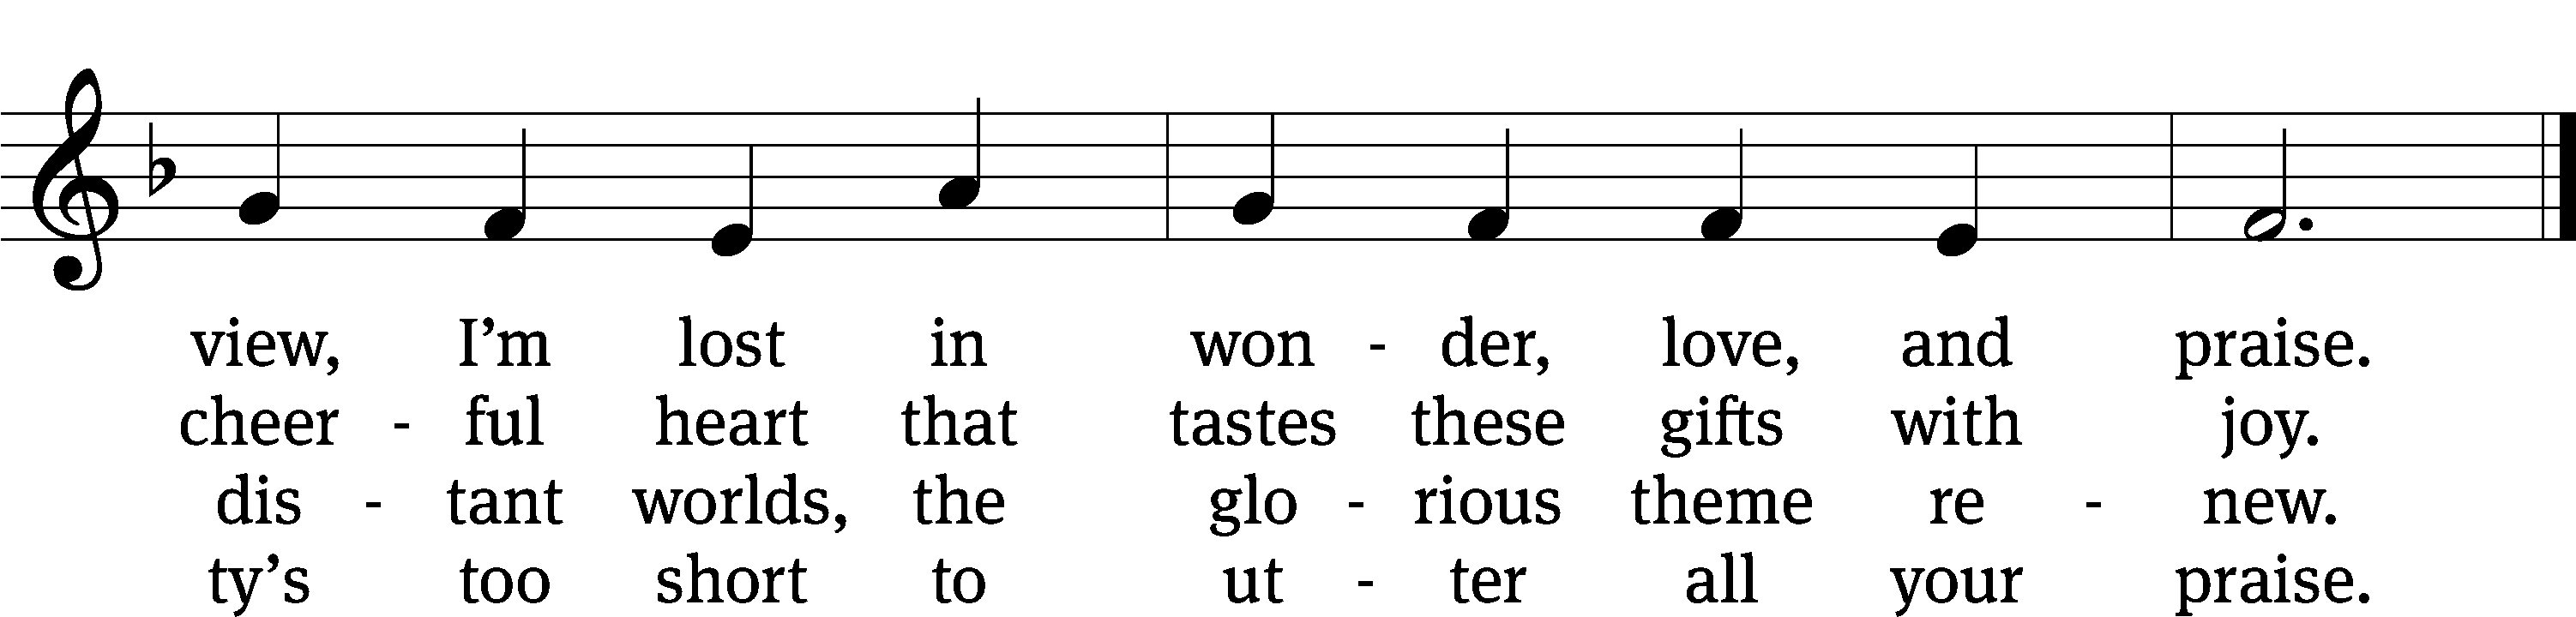 view, I’m lost in won - der, love, and praise.
cheer - ful heart that tastes these gifts with joy.
dis - tant worlds, the glo - rious theme re - new.
ty’s too short to ut - ter all your praise.